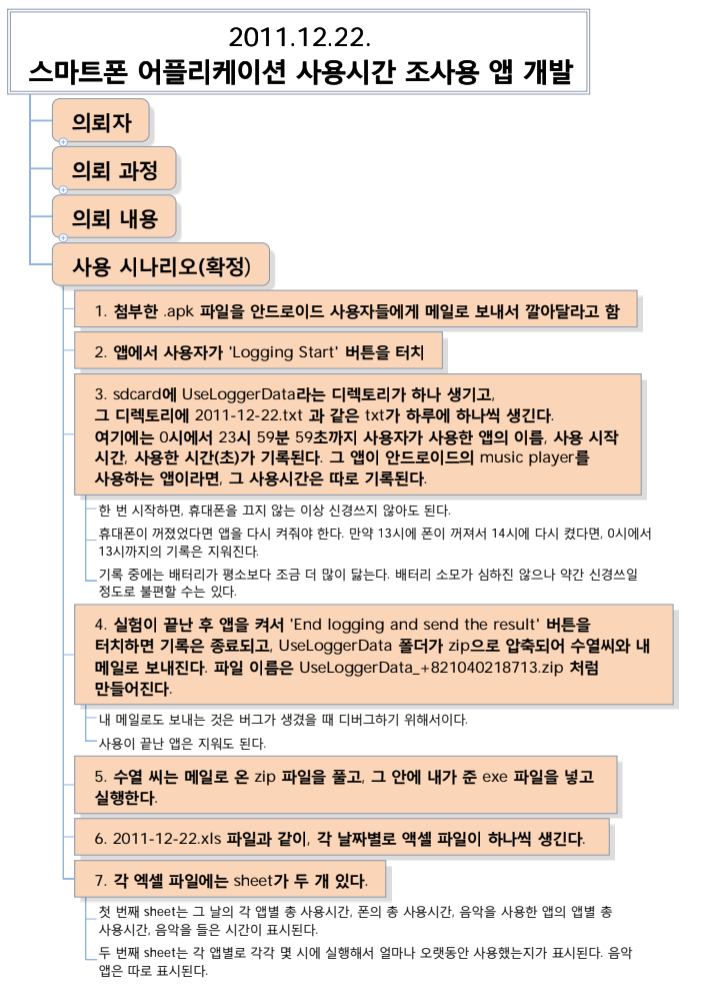 2011.12.22.
스마트폰 어플리케이션 사용시간 조사용 앱 개발
의뢰자
의뢰 과정
의뢰 내용
사용 시나리오(확정)
1. 첨부한 .apk 파일을 안드로이드 사용자들에게 메일로 보내서 깔아달라고 함
2. 앱에서 사용자가 'Logging Start' 버튼을 터치
3. sdcard에 UseLoggerData라는 디렉토리가 하나 생기고,
그 디렉토리에 2011-12-22.txt 과 같은 txt가 하루에 하나씩 생긴다.
여기에는 0시에서 23시 59분 59초까지 사용자가 사용한 앱의 이름, 사용 시작
시간, 사용한 시간(초)가 기록된다. 그 앱이 안드로이드의 music player를
사용하는 앱이라면, 그 사용시간은 따로 기록된다.
한 번 시작하면, 휴대폰을 끄지 않는 이상 신경쓰지 않아도 된다.
휴대폰이 꺼졌었다면 앱을 다시 켜줘야 한다. 만약 13시에 폰이 꺼져서 14시에 다시 켰다면, 0시에서
13시까지의 기록은 지워진다.
기록 중에는 배터리가 평소보다 조금 더 많이 닳는다. 배터리 소모가 심하진 않으나 약간 신경쓰일
정도로 불편할 수는 있다.
4. 실험이 끝난 후 앱을 켜서 'End logging and send the result' 버튼을
터치하면 기록은 종료되고, UseLoggerData 폴더가 zip으로 압축되어 수열씨와 내
메일로 보내진다. 파일 이름은 UseLoggerData_+821040218713.zip 처럼
만들어진다.
내 메일로도 보내는 것은 버그가 생겼을 때 디버그하기 위해서이다.
사용이 끝난 앱은 지워도 된다.
5. 수열 씨는 메일로 온 zip 파일을 풀고, 그 안에 내가 준 exe 파일을 넣고
실행한다.
6. 2011-12-22.xls 파일과 같이, 각 날짜별로 액셀 파일이 하나씩 생긴다.
7. 각 엑셀 파일에는 sheet가 두 개 있다.
첫 번째 sheet는 그 날의 각 앱별 총 사용시간, 폰의 총 사용시간, 음악을 사용한 앱의 앱별 총
사용시간, 음악을 들은 시간이 표시된다.
두 번째 sheet는 각 앱별로 각각 몇 시에 실행해서 얼마나 오랫동안 사용했는지가 표시된다. 음악
앱은 따로 표시된다.